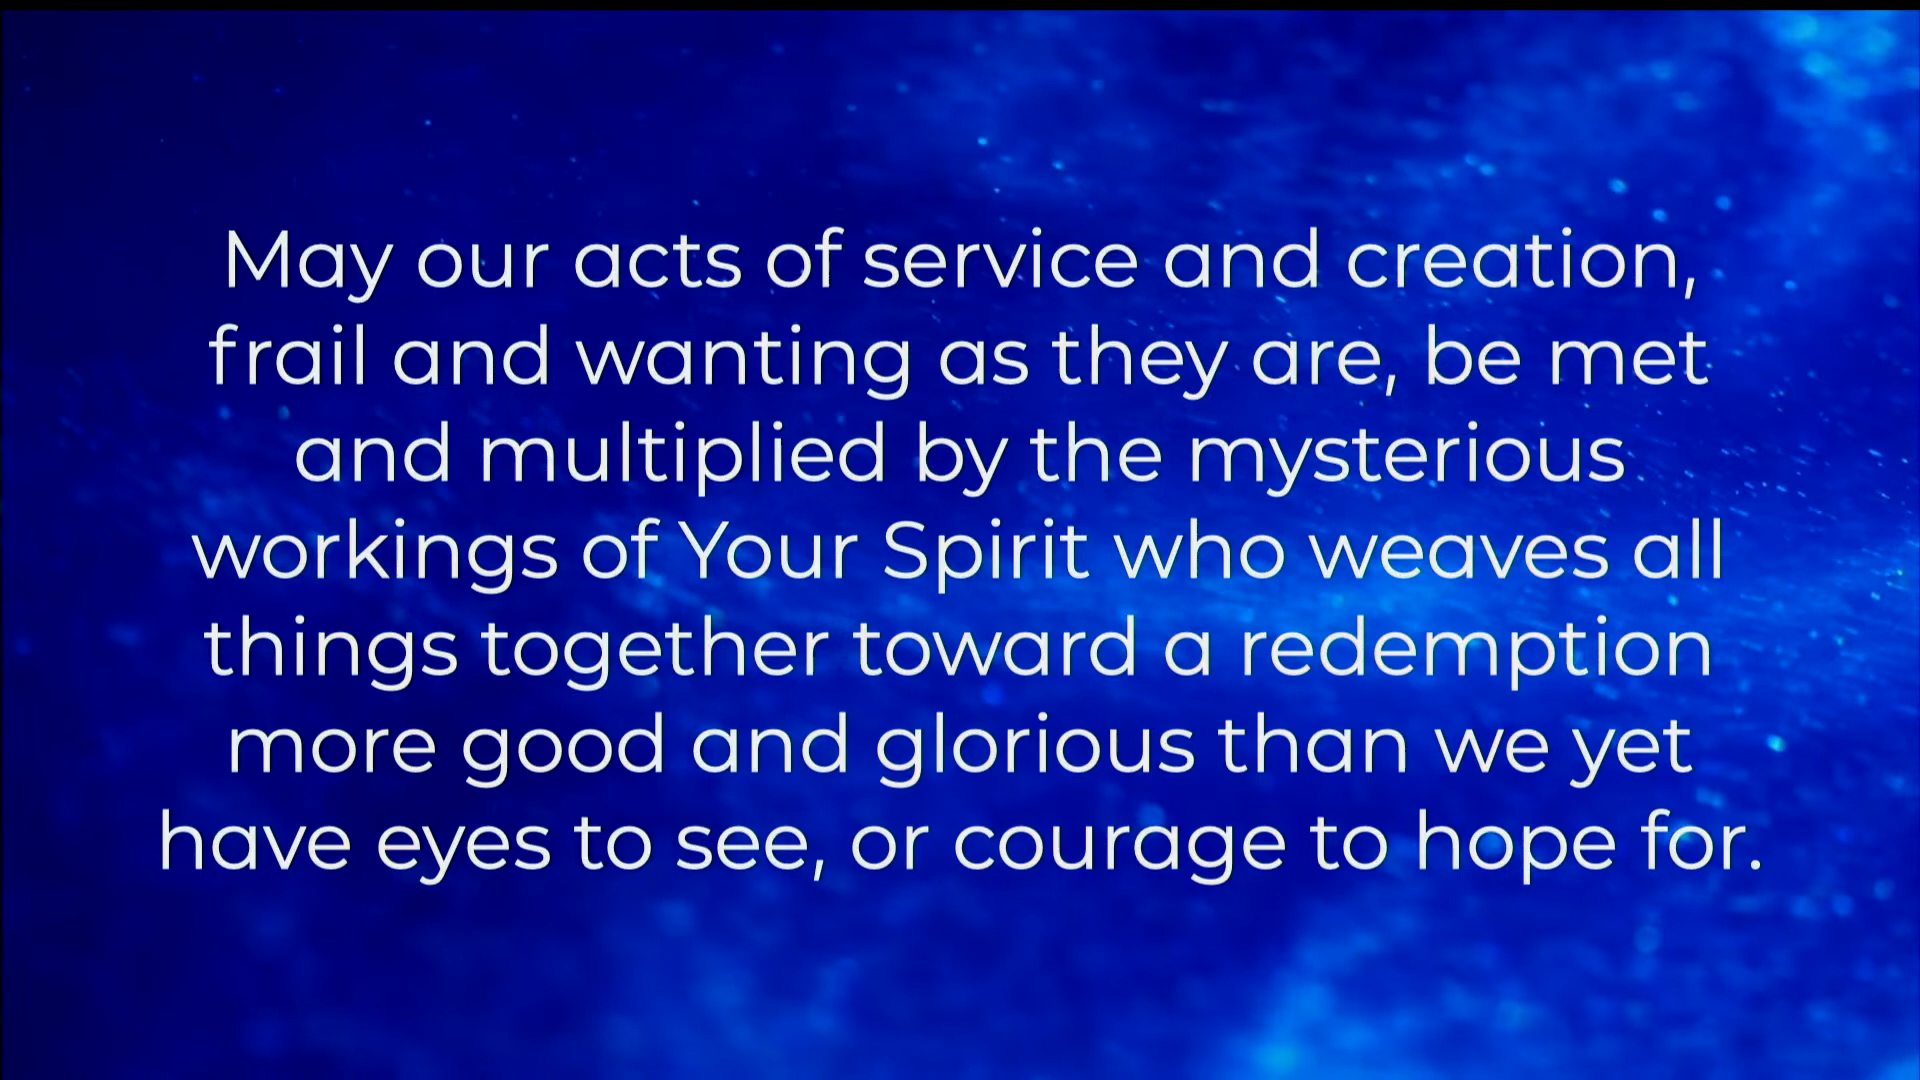 May our acts of service and creation,
frail and wanting as they are, be met
and multiplied by the mysterious
workings of Your Spirit who weaves all
things together toward a redemption
more good and glorious than we yet
have eyes to see, or courage to hope for.